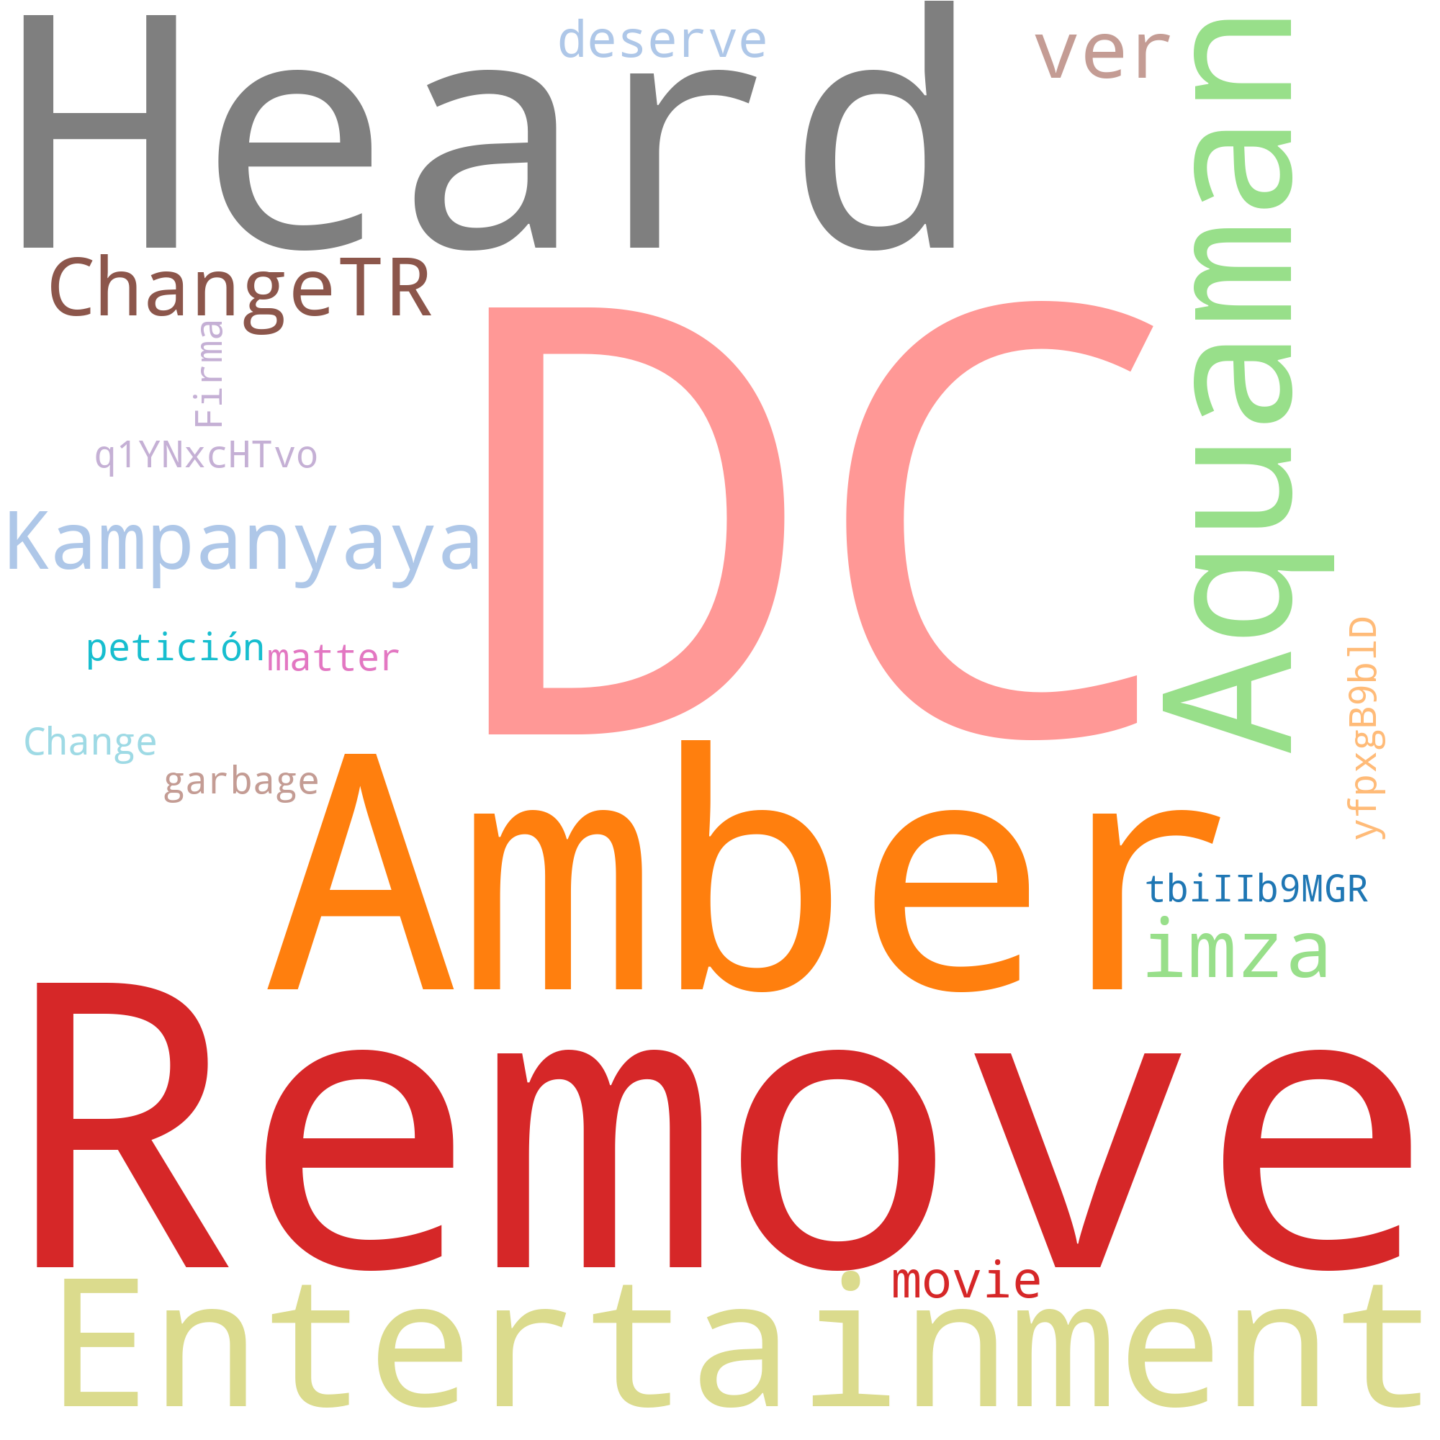 deserve
ver
Heard
Aquaman
ChangeTR
DC
Firma
q1YNxcHTvo
Kampanyaya
petición
matter
yfpxgB9blD
Change
garbage
Amber
tbiIIb9MGR
imza
Remove
movie
Entertainment